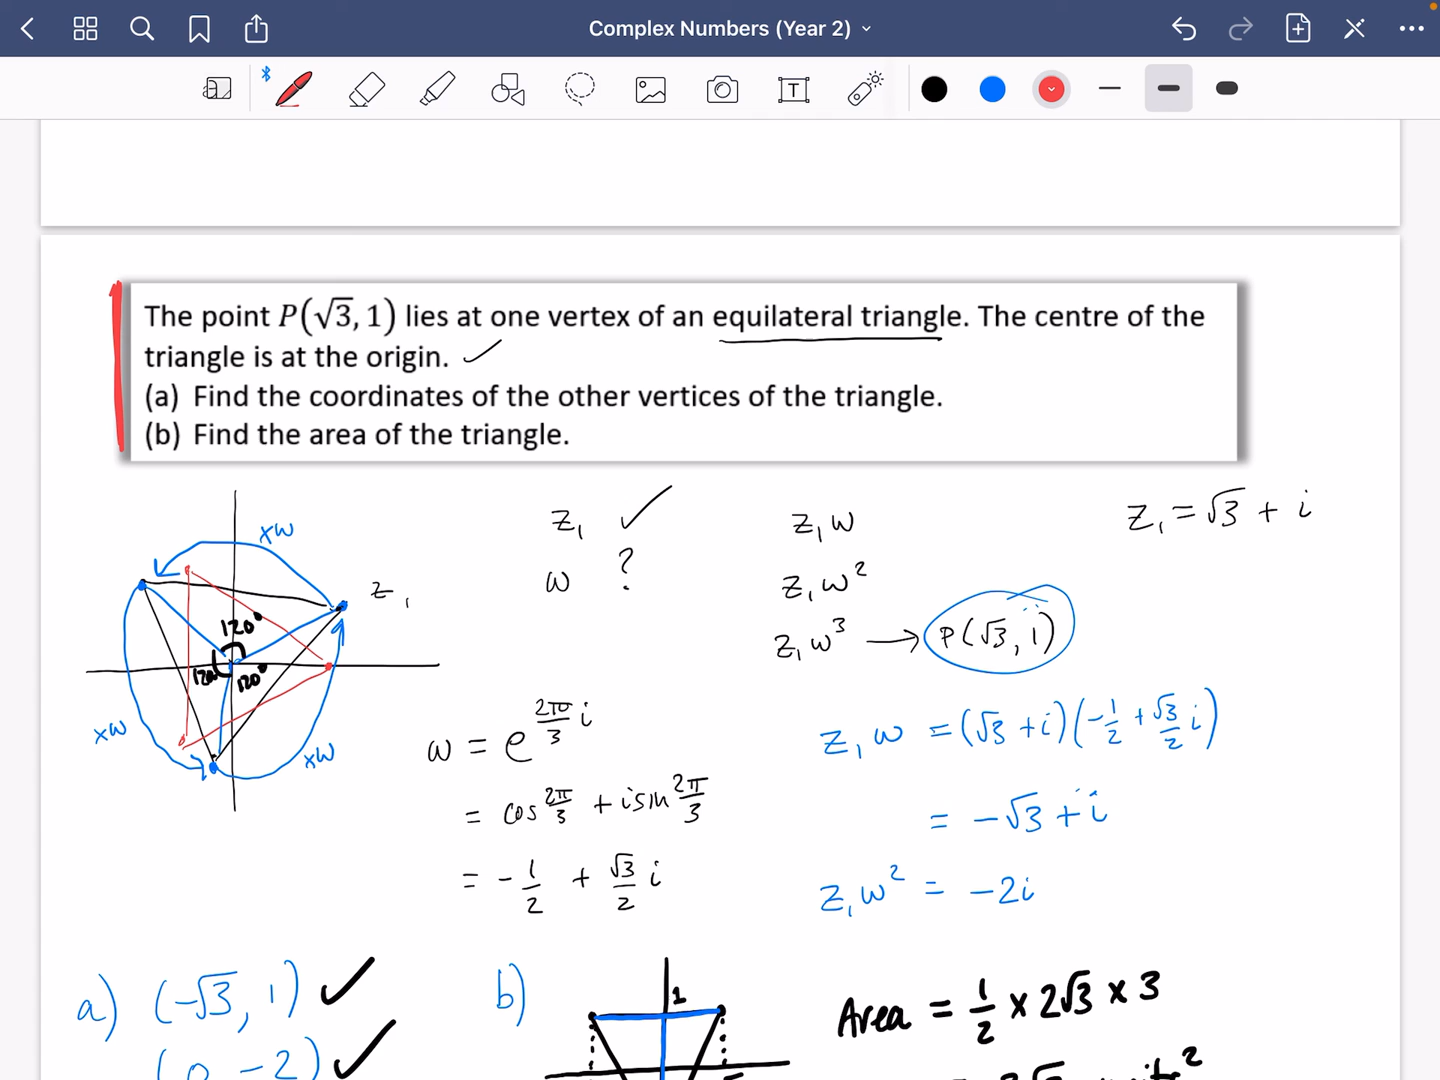 Complex Numbers (Year 2)
The point P(√3, 1) lies at one vertex of an equilateral triangle. The centre of the
triangle is at the origin. ✓
(a) Find the coordinates of the other vertices of the triangle.
(b) Find the area of the triangle.
×ω
z₁
120°
120
120°
×ω
×ω
z₁ ✓
ω ?
z₁ω
z₁ω²
z₁ω³ → P(√3, 1)
z₁ = √3 + i
ω = e^(2π/3 i)
= cos 2π/3 + i sin 2π/3
= -1/2 + √3/2 i
z₁ω = (√3 + i)(-1/2 + √3/2 i)
= -√3 + i
z₁ω² = -2i
a) (-√3, 1) ✓
(0, -2) ✓
b)
1
Area = 1/2 × 2√3 × 3